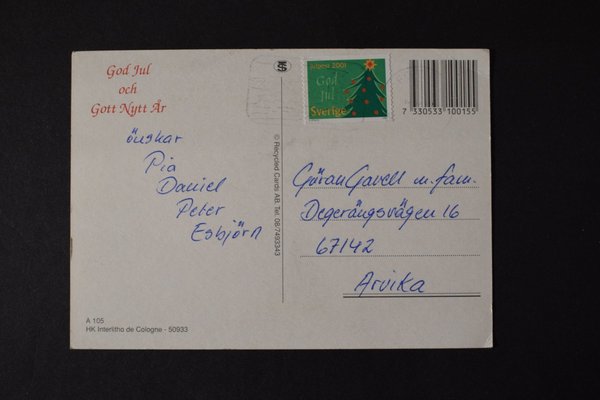 God Jul
och
Gott Nytt År
önskar
Pia
Daniel
Peter
Esbjörn
A 105
HK Interlitho de Cologne - 50933
© Recycled Cards AB. Tel. 08/7493343
julpost 2001
God
Jul
Sverige
7 330533 100155
Göran Gavell m. fam.
Degerängsvägen 16
67142
Arvika